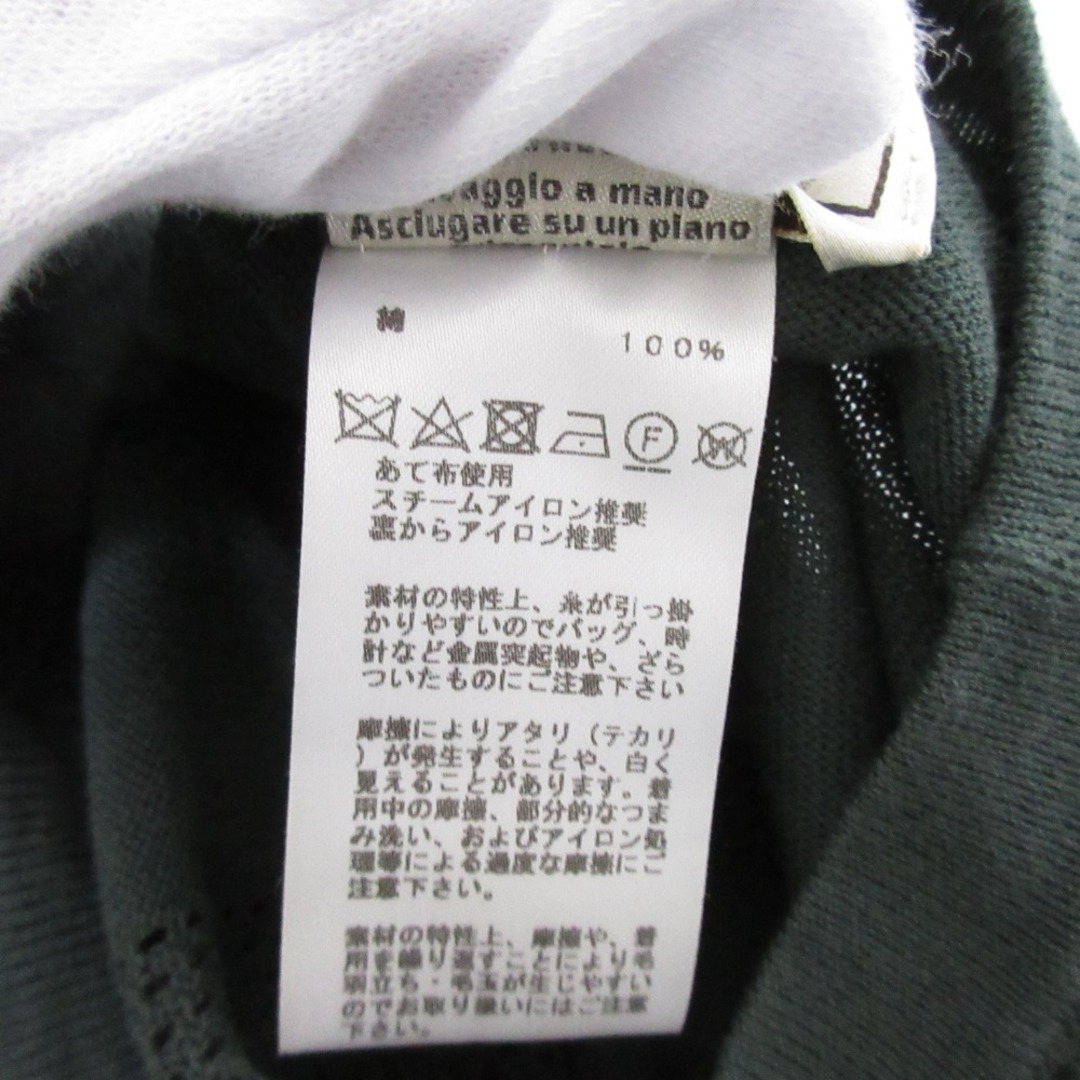 a mano
Asciugare su un piano
綿
100%
F
W
あて布使用
スチームアイロン推奨
裏からアイロン推奨
素材の特性上、糸が引っ掛
かりやすいのでバッグ、時
計など金属突起物や、ざら
ついたものにご注意下さい
摩擦によりアタリ（テカリ
）が発生することや、白く
見えることがあります。着
用中の摩擦、部分的なつま
み洗い、およびアイロン処
理等による過度な摩擦にご
注意下さい。
素材の特性上、摩擦や、着
用を繰り返すことにより毛
羽立ち・毛玉が生じやすい
のでお取り扱いにはご注意
下さい。